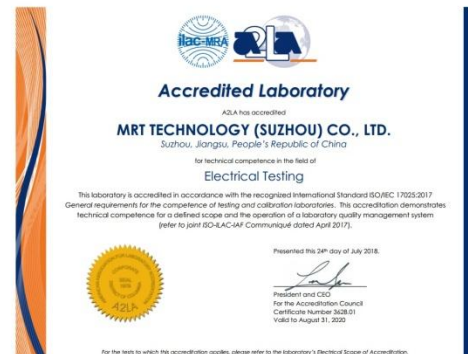 ilac-MRA
A2LA
Accredited Laboratory
A2LA has accredited
MRT TECHNOLOGY (SUZHOU) CO., LTD.
Suzhou, Jiangsu, People's Republic of China
for technical competence in the field of
Electrical Testing
This laboratory is accredited in accordance with the recognized International Standard ISO/IEC 17025:2017
General requirements for the competence of testing and calibration laboratories. This accreditation demonstrates
technical competence for a defined scope and the operation of a laboratory quality management system
(refer to joint ISO-ILAC-IAF Communiqué dated April 2017).
Presented this 24th day of July 2018.
President and CEO
For the Accreditation Council
Certificate Number 3628.01
Valid to August 31, 2020
CORPORATE
SEAL
A2LA
For the tests to which this accreditation applies, please refer to the laboratory's Electrical Scope of Accreditation.